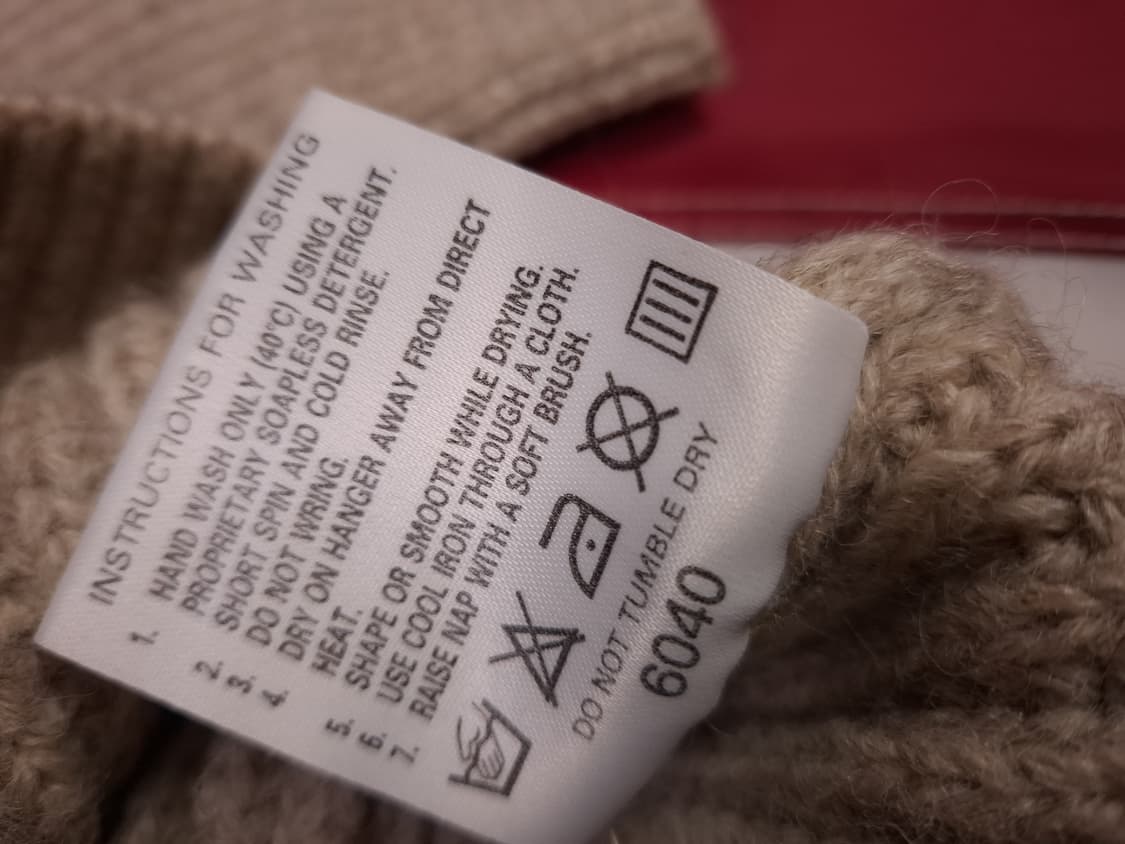 INSTRUCTIONS FOR WASHING
1. HAND WASH ONLY (40°C) USING A
PROPRIETARY SOAPLESS DETERGENT.
2. SHORT SPIN AND COLD RINSE.
3. DO NOT WRING.
4. DRY ON HANGER AWAY FROM DIRECT
HEAT.
5. SHAPE OR SMOOTH WHILE DRYING.
6. USE COOL IRON THROUGH A CLOTH.
7. RAISE NAP WITH A SOFT BRUSH.
DO NOT TUMBLE DRY
6040